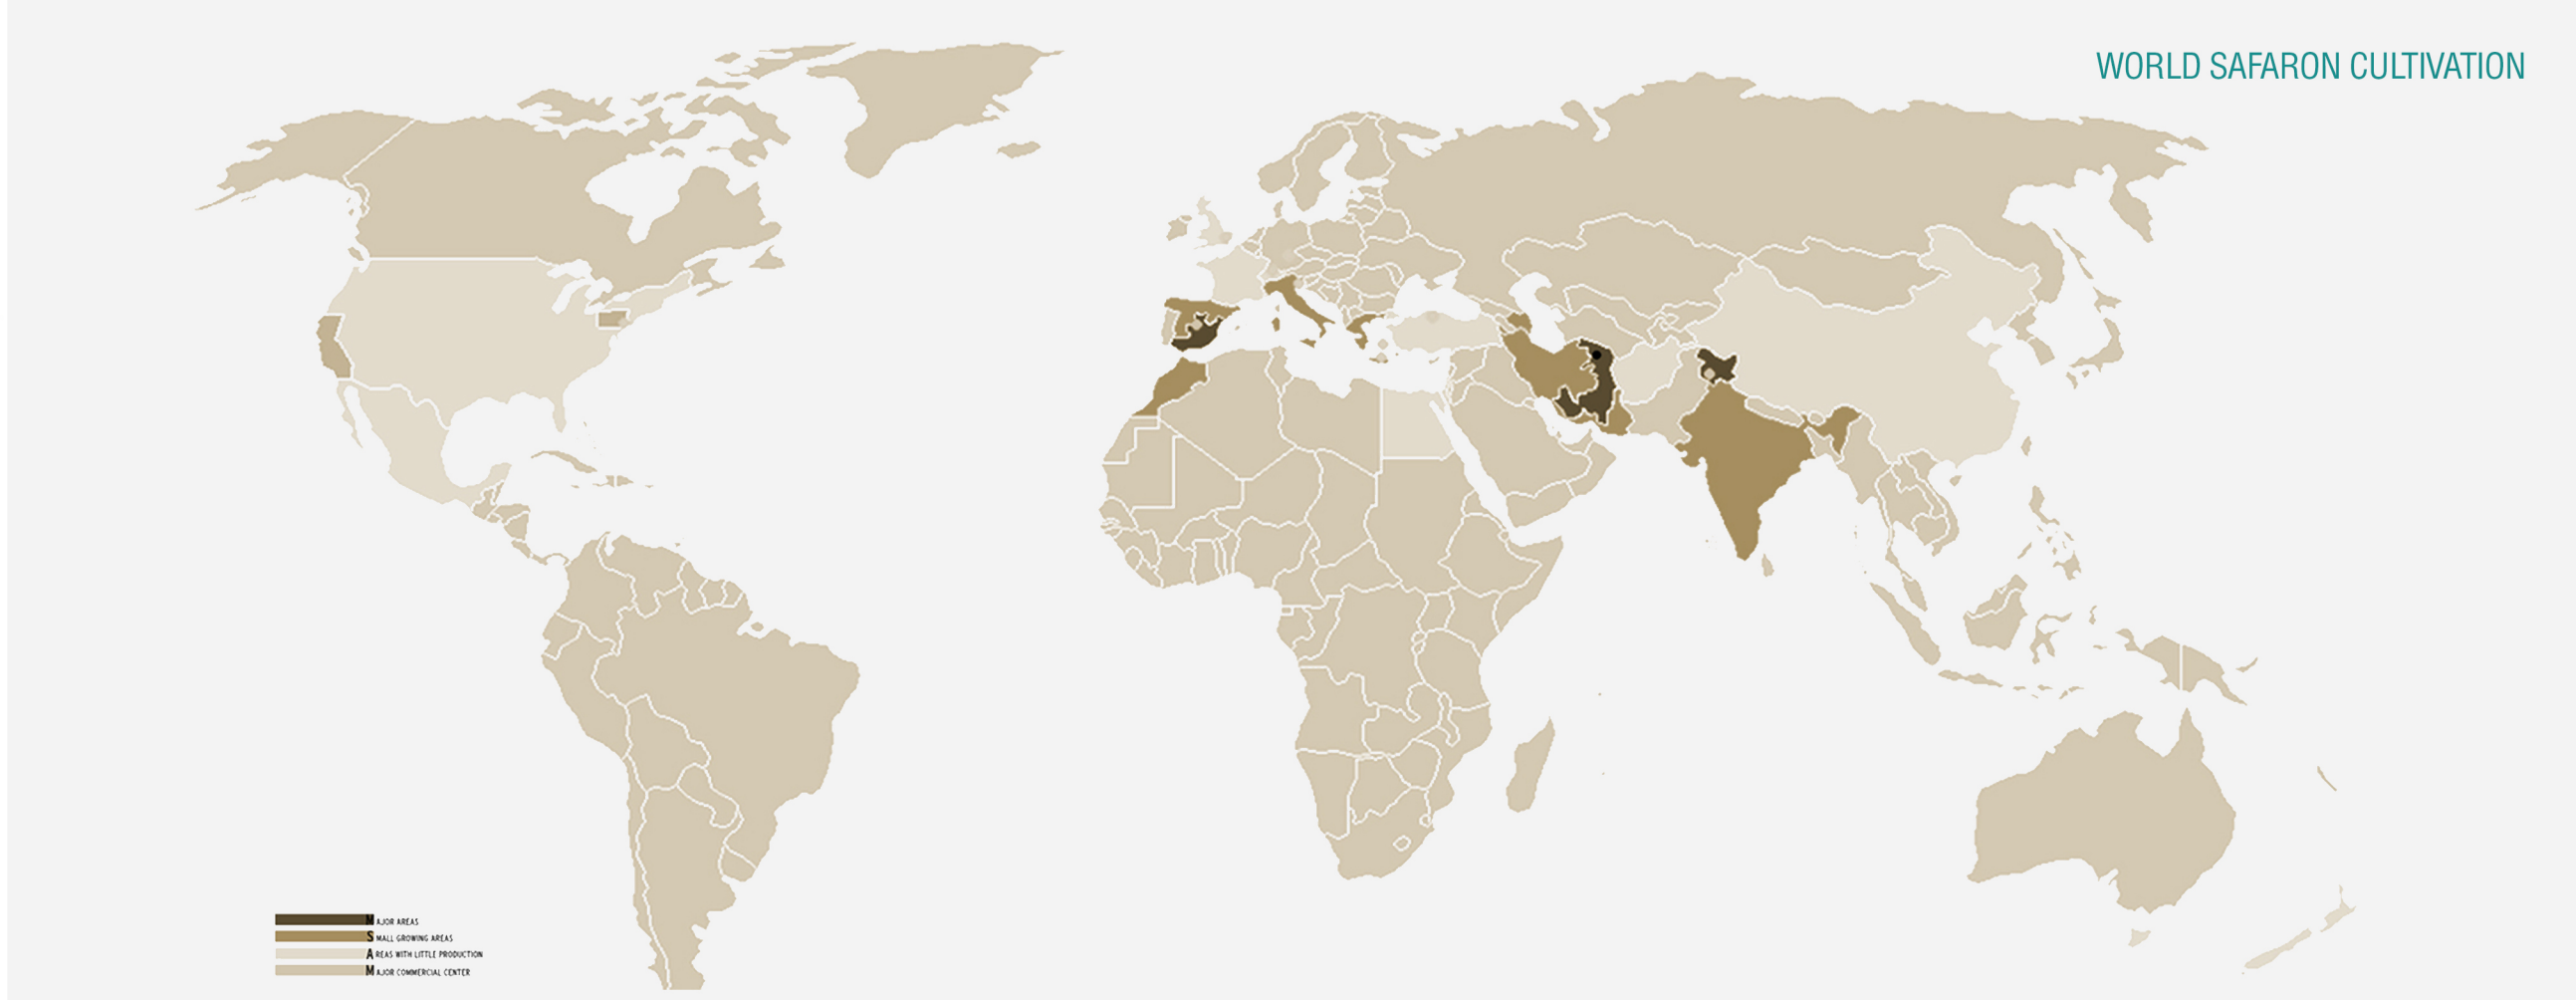 WORLD SAFARON CULTIVATION
MAJOR AREAS
SMALL GROWING AREAS
AREAS WITH LITTLE PRODUCTION
MAJOR COMMERCIAL CENTER